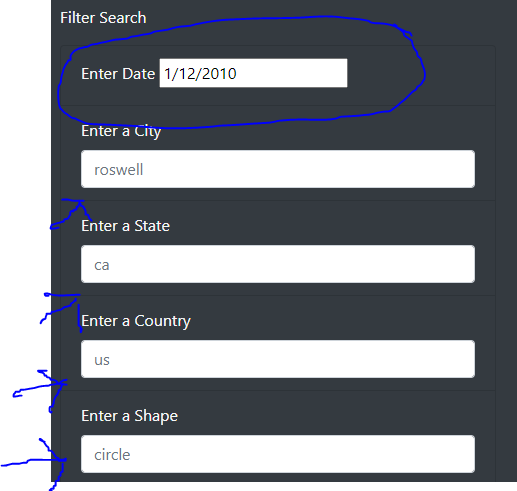 Filter Search
Enter Date 1/12/2010
Enter a City
roswell
Enter a State
ca
Enter a Country
us
Enter a Shape
circle